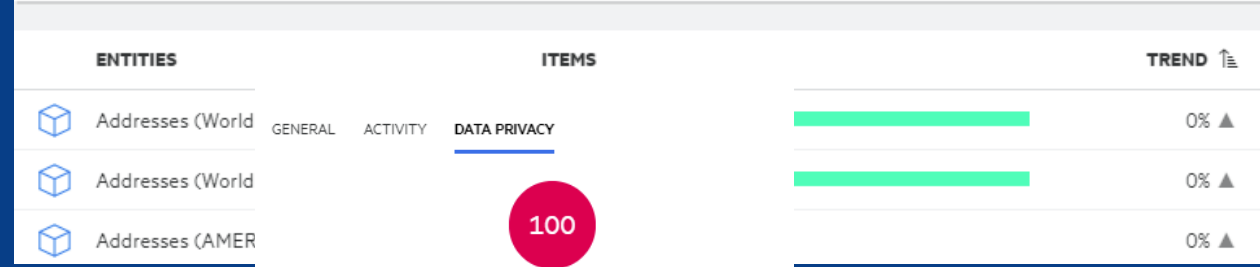 ENTITIES ITEMS TREND
Addresses (World 0%
GENERAL ACTIVITY DATA PRIVACY
Addresses (World 0%
100
Addresses (AMER 0%